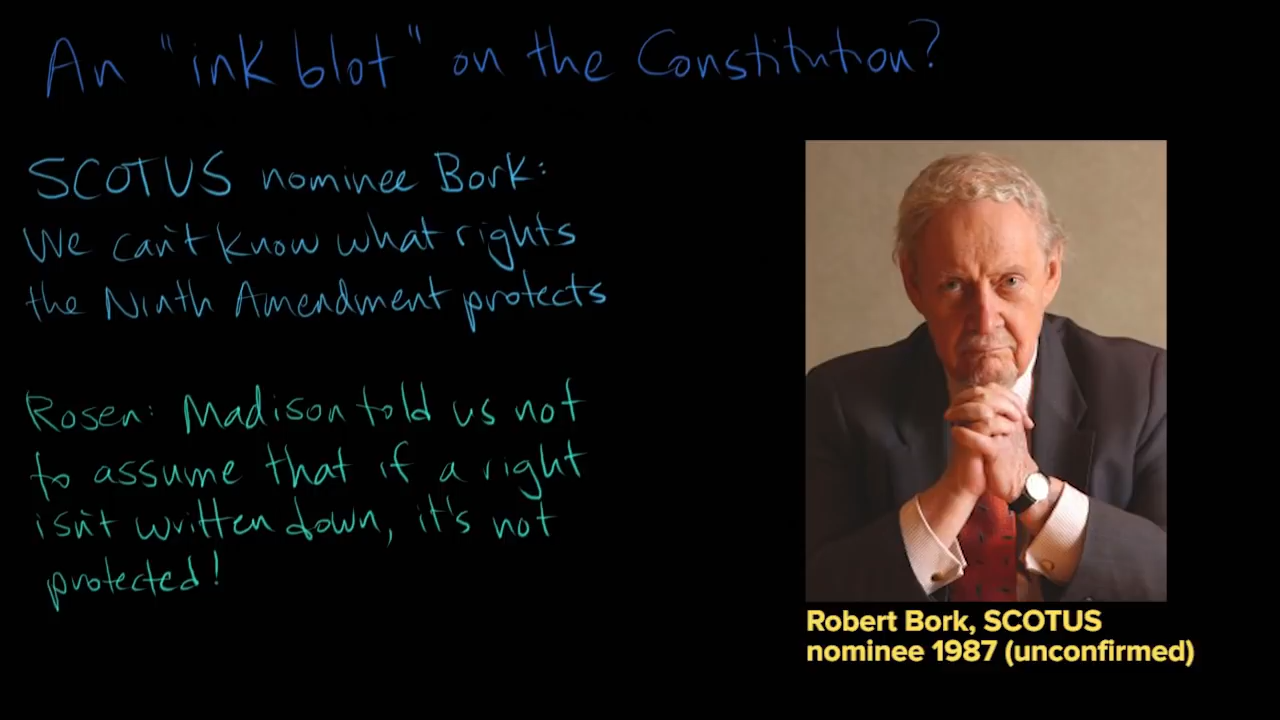 An "ink blot" on the Constitution?
SCOTUS nominee Bork:
We can't know what rights
the Ninth Amendment protects
Rosen: Madison told us not
to assume that if a right
isn't written down, it's not
protected!
Robert Bork, SCOTUS
nominee 1987 (unconfirmed)